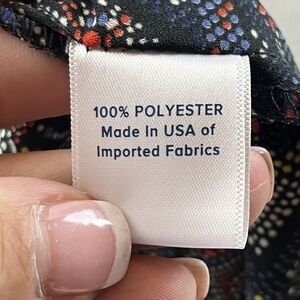 100% POLYESTER
Made In USA of
Imported Fabrics